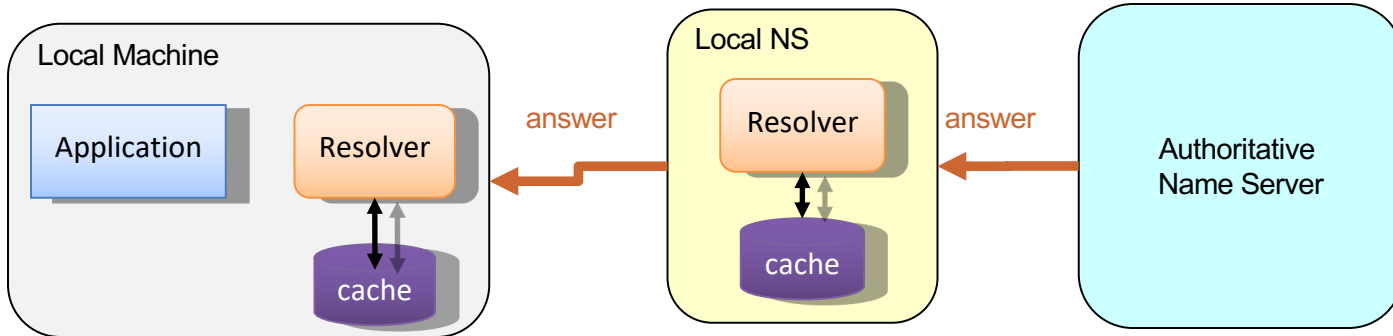 Local Machine
Application
Resolver
cache
answer
Local NS
Resolver
cache
answer
Authoritative
Name Server